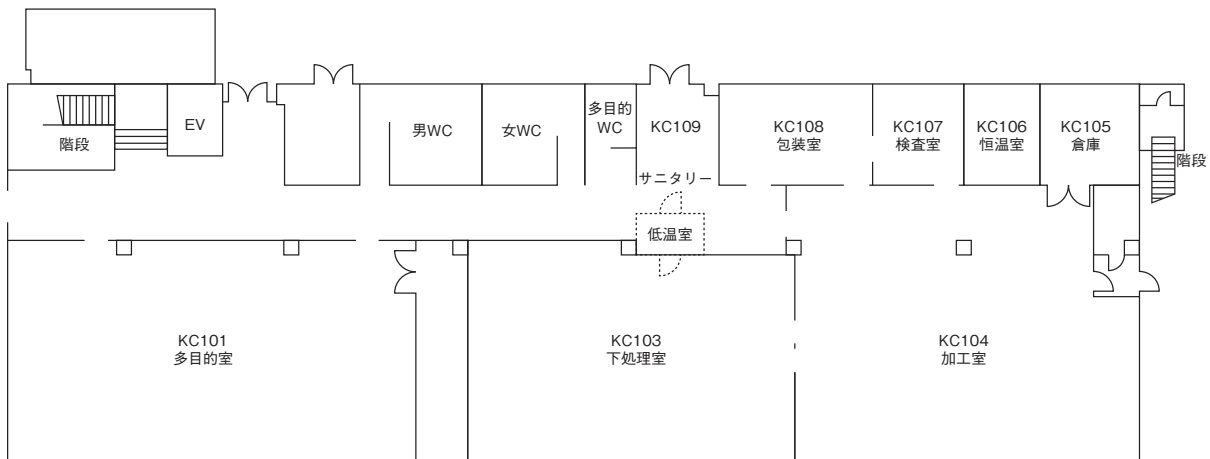 階段
EV
男WC
女WC
多目的
WC
KC109
KC108
包装室
KC107
検査室
KC106
恒温室
KC105
倉庫
階段
サニタリー
低温室
KC101
多目的室
KC103
下処理室
KC104
加工室